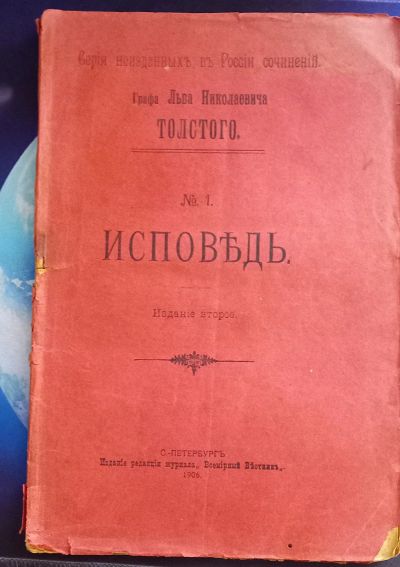 Серія неизданныхъ въ Россіи сочиненій
Графа Льва Николаевича
ТОЛСТОГО.
№ 1.
ИСПОВѢДЬ.
Изданіе второе.
С.-ПЕТЕРБУРГЪ
Изданіе редакціи журнала „Всемірный Вѣстникъ“.
1906.